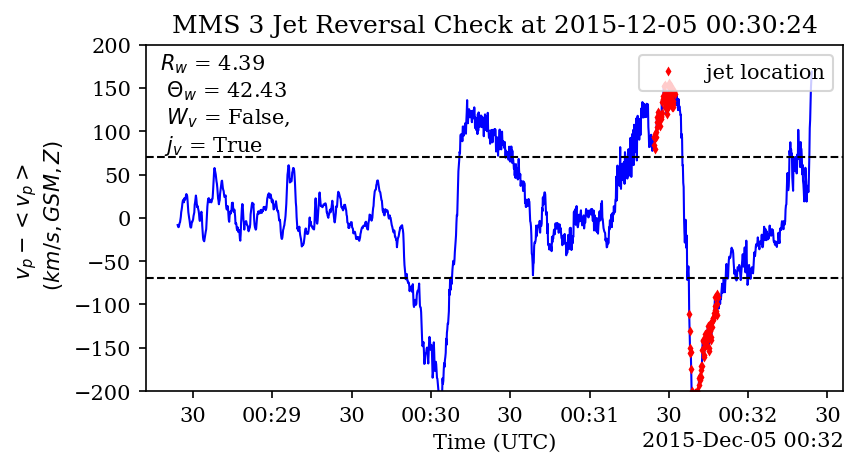 MMS 3 Jet Reversal Check at 2015-12-05 00:30:24
R_w = 4.39
Θ_w = 42.43
W_v = False,
j_v = True
jet location
200
150
100
50
0
−50
−100
−150
−200
v_p − < v_p >
(km/s, GSM, Z)
30 00:29 30 00:30 30 00:31 30 00:32 30
Time (UTC)
2015-Dec-05 00:32